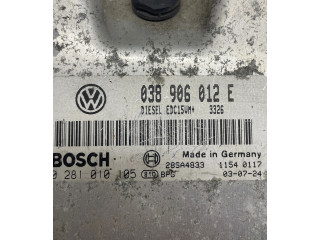 038 906 012 E
DIESEL EDC15VM+ 3326
BOSCH
Made in Germany
28SA4833 1154 0117
0 281 010 105 BPG 03-07-24